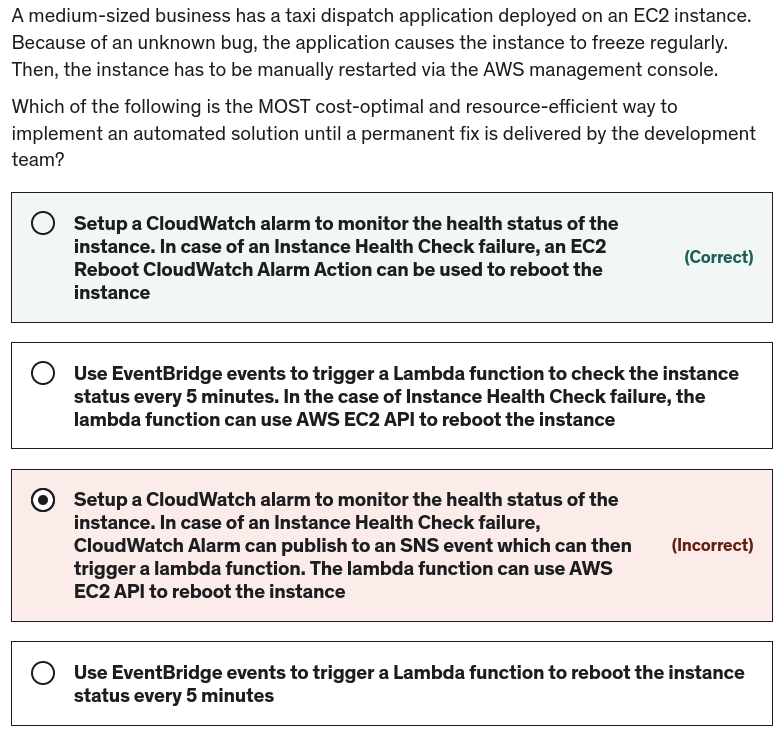 A medium-sized business has a taxi dispatch application deployed on an EC2 instance.
Because of an unknown bug, the application causes the instance to freeze regularly.
Then, the instance has to be manually restarted via the AWS management console.
Which of the following is the MOST cost-optimal and resource-efficient way to
implement an automated solution until a permanent fix is delivered by the development
team?
Setup a CloudWatch alarm to monitor the health status of the
instance. In case of an Instance Health Check failure, an EC2
Reboot CloudWatch Alarm Action can be used to reboot the
instance
(Correct)
Use EventBridge events to trigger a Lambda function to check the instance
status every 5 minutes. In the case of Instance Health Check failure, the
lambda function can use AWS EC2 API to reboot the instance
Setup a CloudWatch alarm to monitor the health status of the
instance. In case of an Instance Health Check failure,
CloudWatch Alarm can publish to an SNS event which can then
trigger a lambda function. The lambda function can use AWS
EC2 API to reboot the instance
(Incorrect)
Use EventBridge events to trigger a Lambda function to reboot the instance
status every 5 minutes